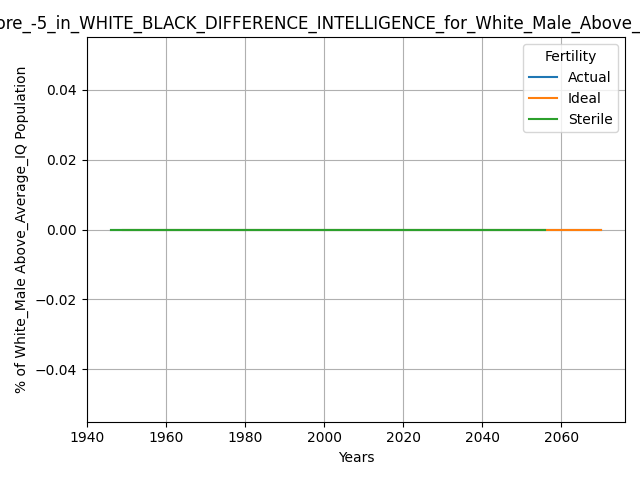 ore_-5_in_WHITE_BLACK_DIFFERENCE_INTELLIGENCE_for_White_Male_Above_
Fertility
Actual
Ideal
Sterile
% of White_Male Above_Average_IQ Population
0.04
0.02
0.00
−0.02
−0.04
1940 1960 1980 2000 2020 2040 2060
Years